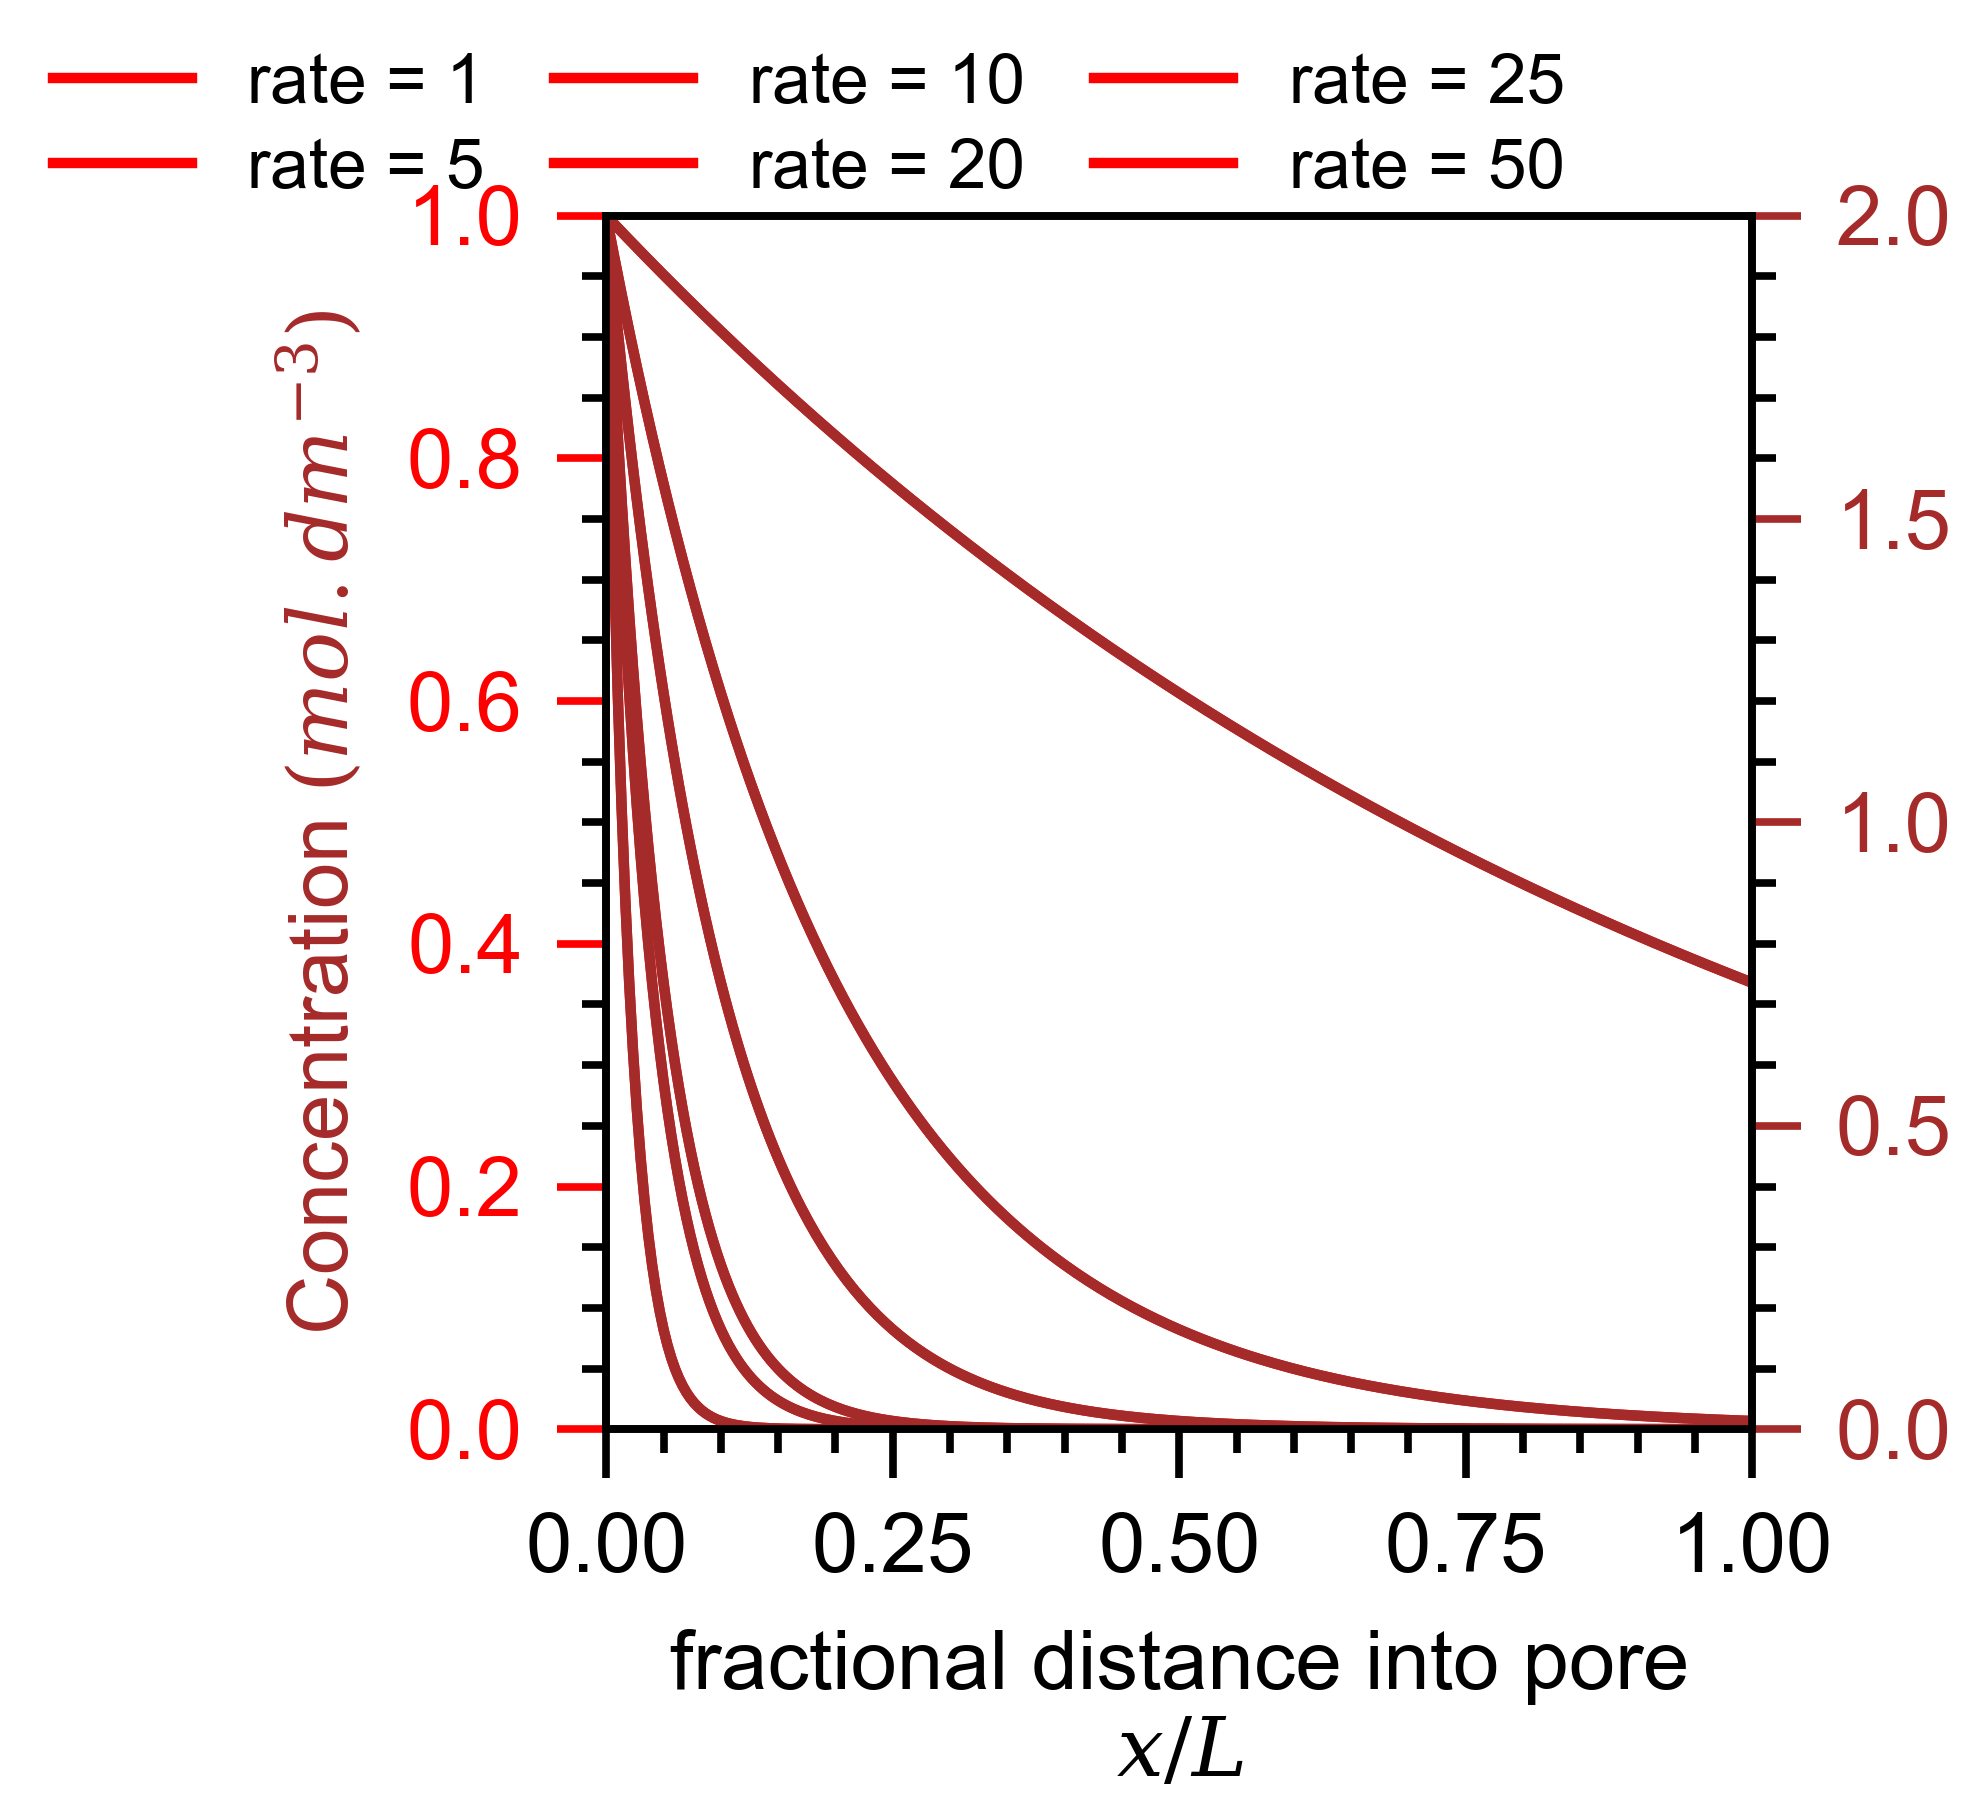 rate = 1
rate = 10
rate = 25
rate = 5
rate = 20
rate = 50
1.0
0.8
0.6
0.4
0.2
0.0
Concentration (mol.dm⁻³)
2.0
1.5
1.0
0.5
0.0
0.00
0.25
0.50
0.75
1.00
fractional distance into pore
x/L